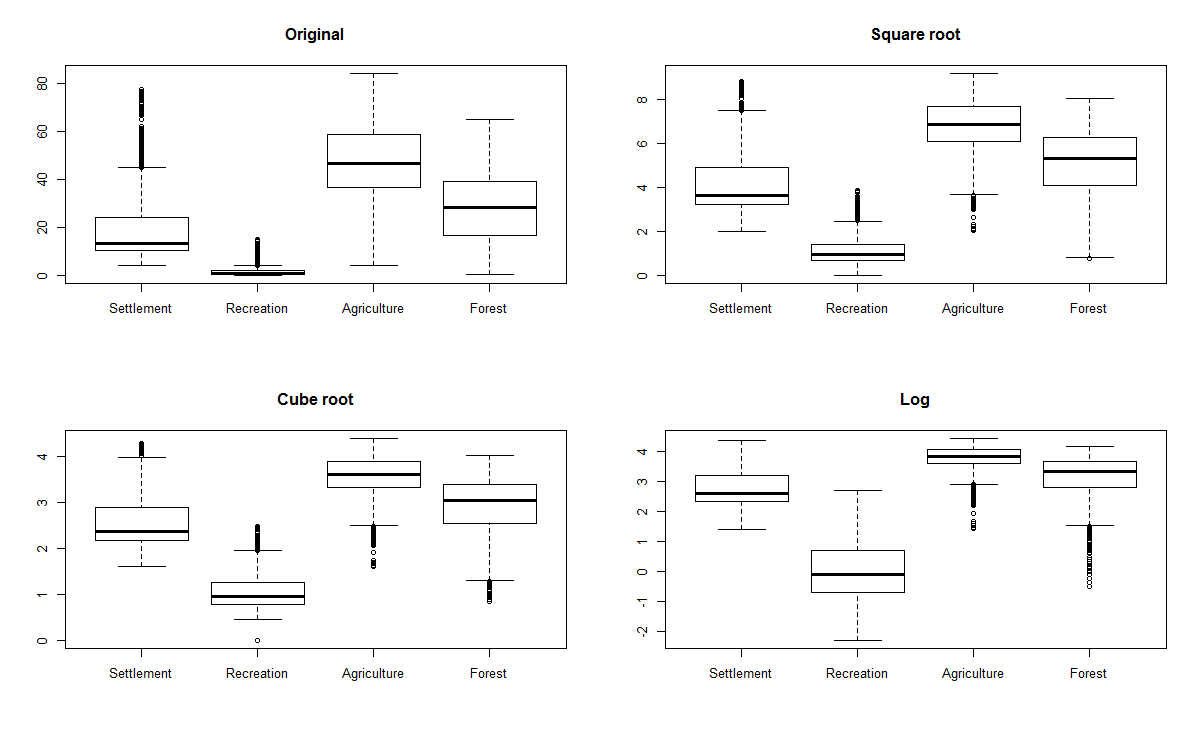 Original
80
60
40
20
0
Settlement Recreation Agriculture Forest
Square root
8
6
4
2
0
Settlement Recreation Agriculture Forest
Cube root
4
3
2
1
0
Settlement Recreation Agriculture Forest
Log
4
3
2
1
0
-1
-2
Settlement Recreation Agriculture Forest